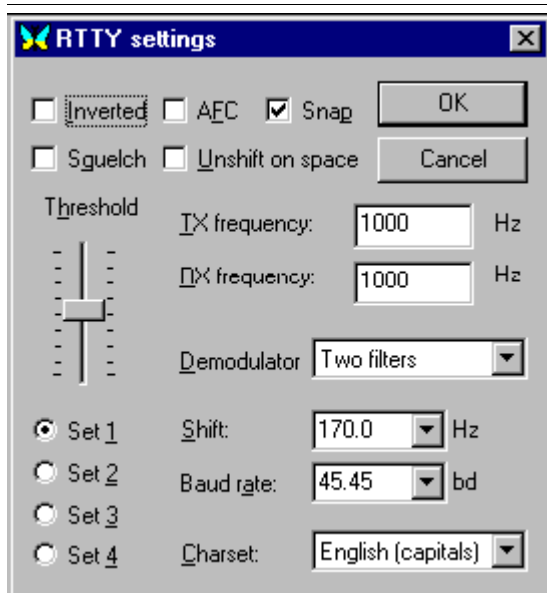 RTTY settings
Inverted AFC Snap OK
Sguelch Unshift on space Cancel
Threshold
TX frequency: 1000 Hz
ПX frequency: 1000 Hz
Demodulator Two filters
Set 1 Shift: 170.0 Hz
Set 2 Baud rate: 45.45 bd
Set 3
Set 4 Charset: English (capitals)